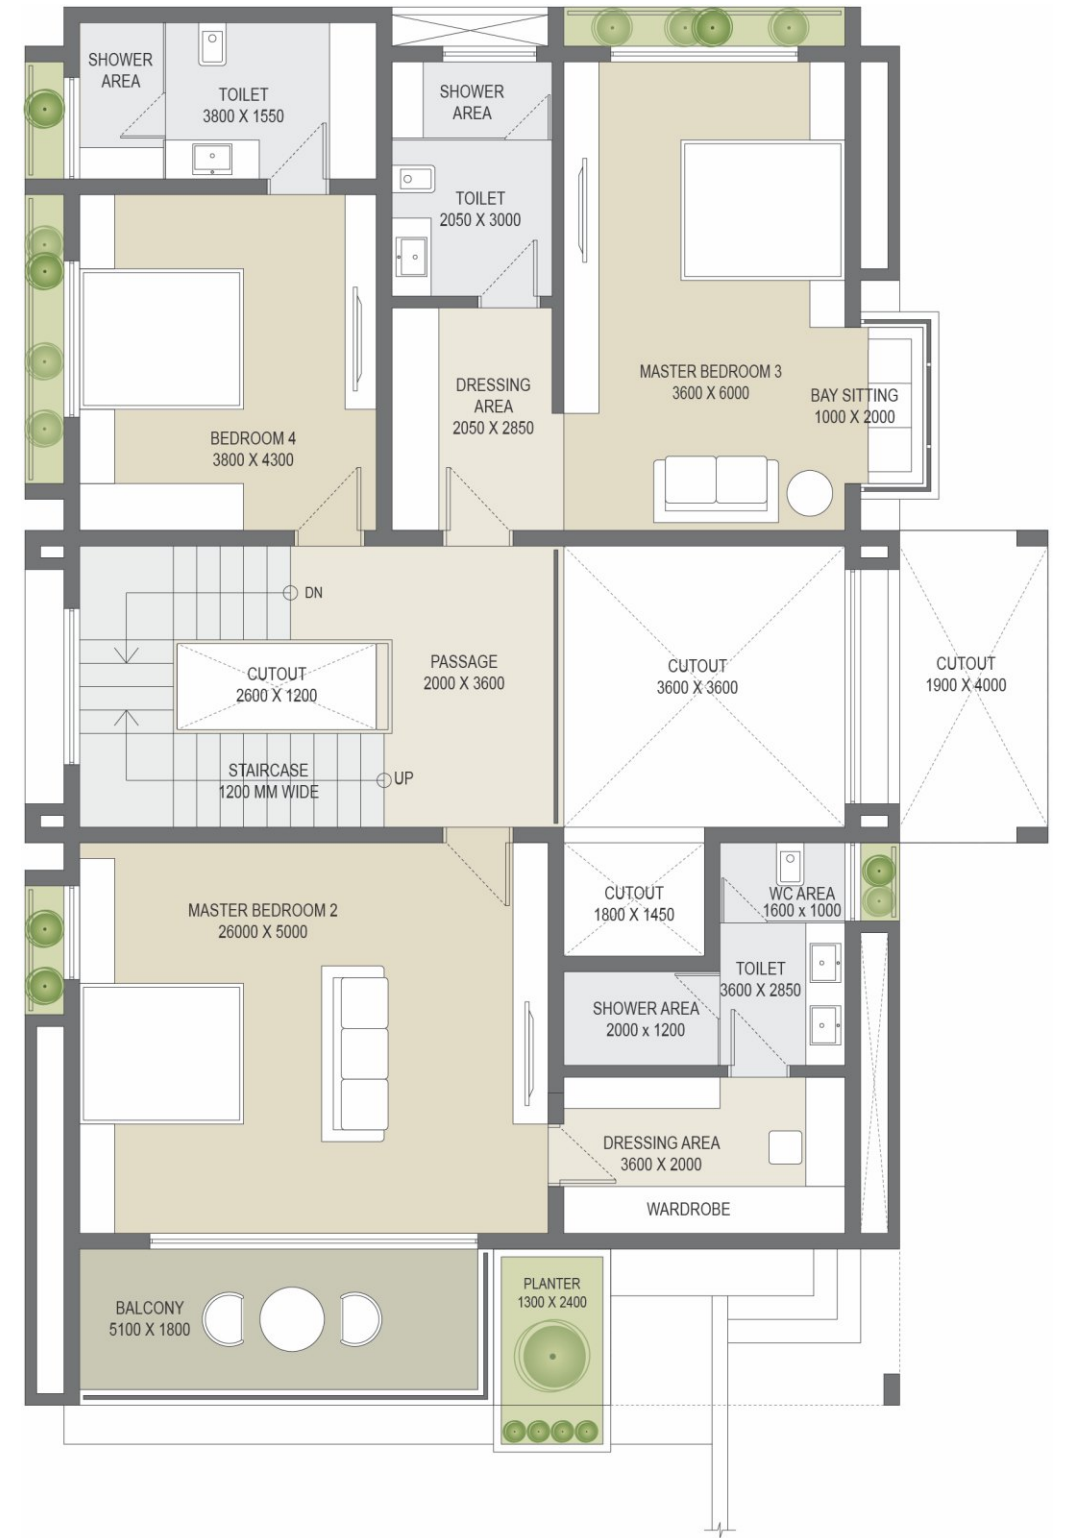 SHOWER
AREA
TOILET
3800 X 1550
SHOWER
AREA
TOILET
2050 X 3000
MASTER BEDROOM 3
3600 X 6000
BAY SITTING
1000 X 2000
DRESSING
AREA
2050 X 2850
BEDROOM 4
3800 X 4300
DN
CUTOUT
2600 X 1200
PASSAGE
2000 X 3600
CUTOUT
3600 X 3600
CUTOUT
1900 X 4000
STAIRCASE
1200 MM WIDE
UP
MASTER BEDROOM 2
26000 X 5000
CUTOUT
1800 X 1450
WC AREA
1600 x 1000
TOILET
3600 X 2850
SHOWER AREA
2000 x 1200
DRESSING AREA
3600 X 2000
WARDROBE
BALCONY
5100 X 1800
PLANTER
1300 X 2400